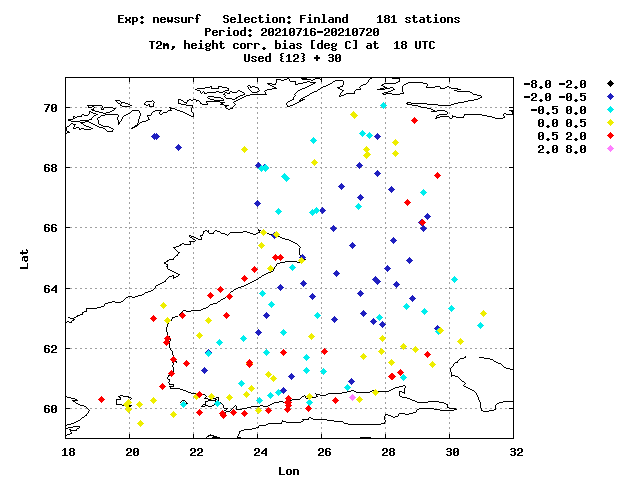 Exp: newsurf   Selection: Finland    181 stations
Period: 20210716-20210720
T2m, height corr. bias [deg C] at  18 UTC
Used {12} + 30
-8.0 -2.0
-2.0 -0.5
-0.5 0.0
0.0 0.5
0.5 2.0
2.0 8.0
70
68
66
64
62
60
Lat
18 20 22 24 26 28 30 32
Lon